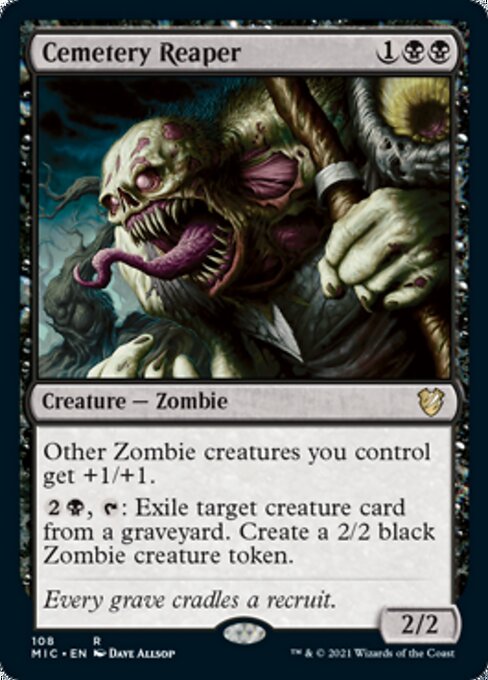 Cemetery Reaper 1
Creature — Zombie
Other Zombie creatures you control
get +1/+1.
2, : Exile target creature card
from a graveyard. Create a 2/2 black
Zombie creature token.
Every grave cradles a recruit.
2/2
108 R
MIC • EN Dave Allsop
™ & © 2021 Wizards of the Coast